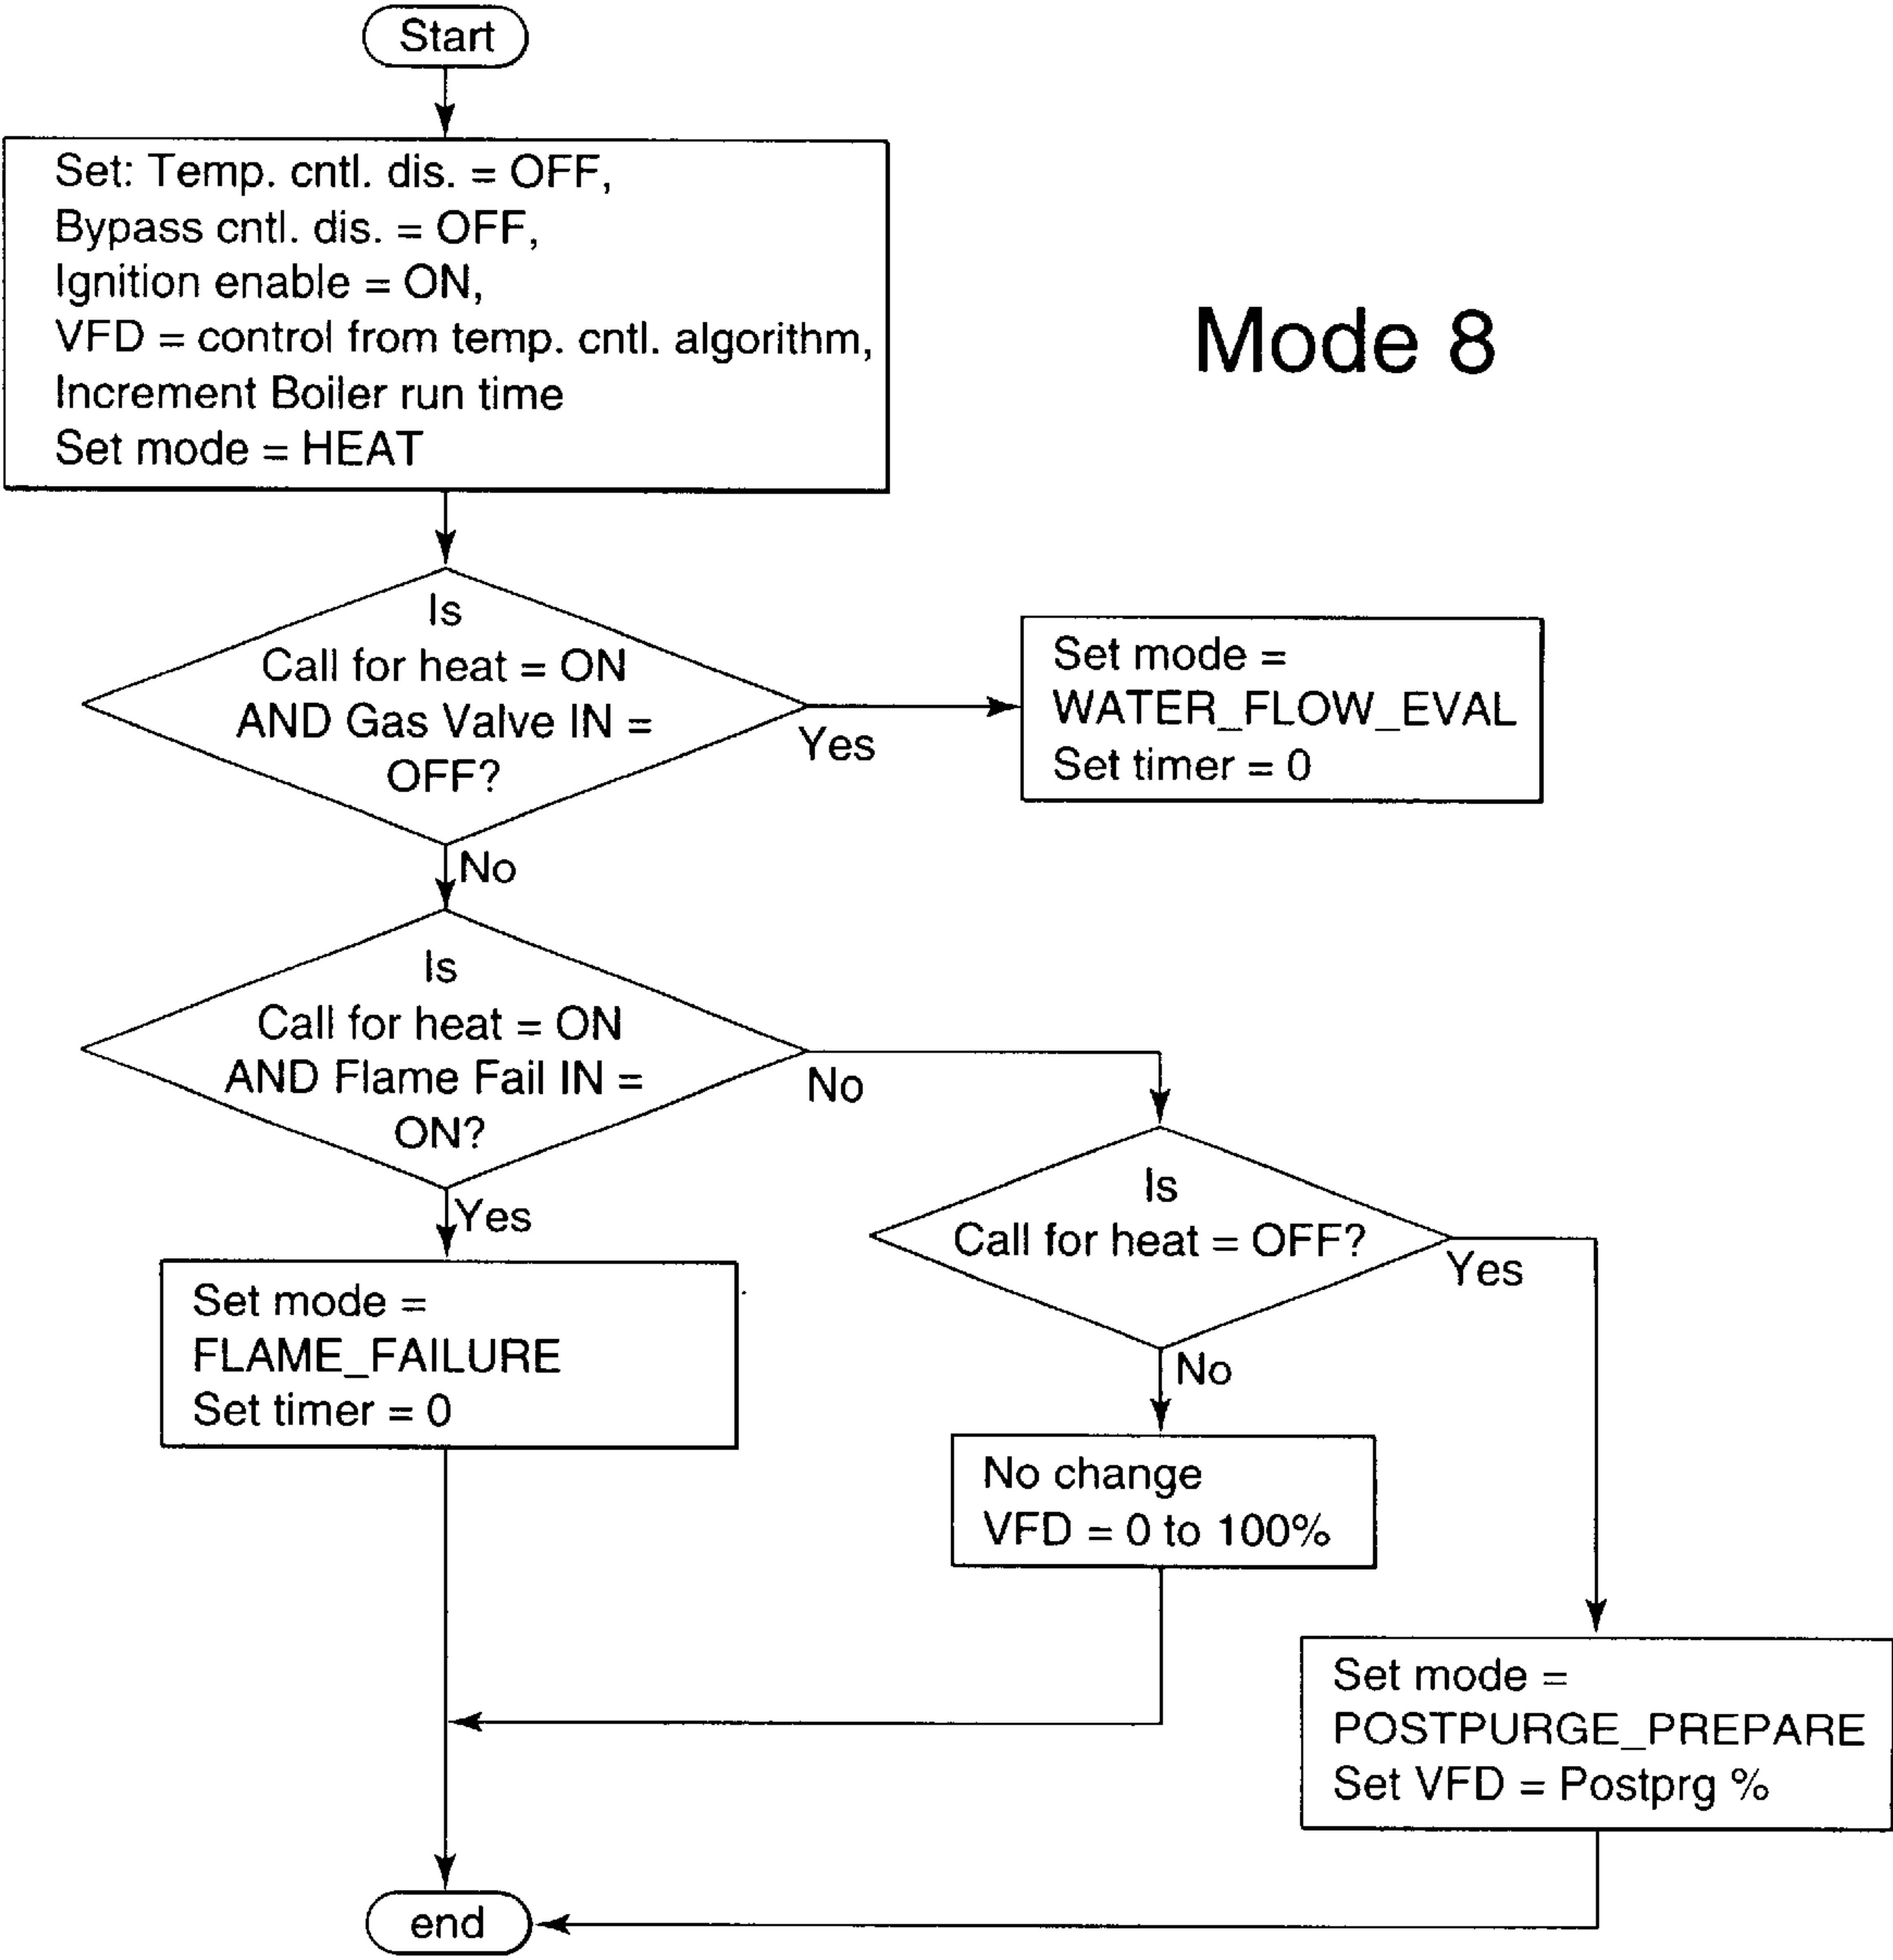 Start
Set: Temp. cntl. dis. = OFF,
Bypass cntl. dis. = OFF,
Ignition enable = ON,
VFD = control from temp. cntl. algorithm,
Increment Boiler run time
Set mode = HEAT
Mode 8
Is
Call for heat = ON
AND Gas Valve IN =
OFF?
Yes
Set mode =
WATER_FLOW_EVAL
Set timer = 0
No
Is
Call for heat = ON
AND Flame Fail IN =
ON?
No
Yes
Is
Call for heat = OFF?
Yes
Set mode =
FLAME_FAILURE
Set timer = 0
No
No change
VFD = 0 to 100%
Set mode =
POSTPURGE_PREPARE
Set VFD = Postprg %
end